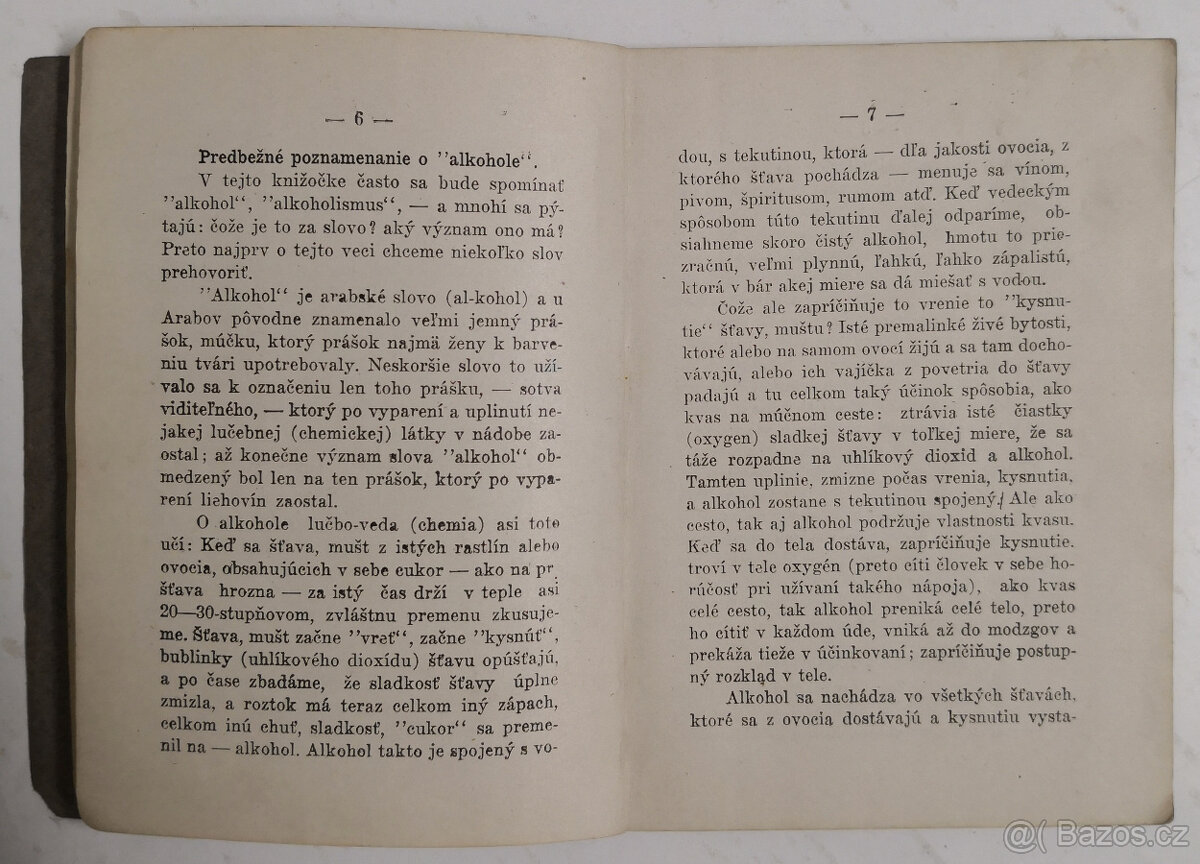 — 6 —
Predbežné poznamenanie o ”alkohole“.
V tejto knižočke často sa bude spomínať
”alkohol“, ”alkoholismus“, — a mnohí sa pý-
tajú: čože je to za slovo? aký význam ono má?
Preto najprv o tejto veci chceme niekoľko slov
prehovoriť.
”Alkohol“ je arabské slovo (al-kohol) a u
Arabov pôvodne znamenalo veľmi jemný prá-
šok, múčku, ktorý prášok najmä ženy k barve-
niu tvári upotrebovaly. Neskoršie slovo to uží-
valo sa k označeniu len toho prášku, — sotva
viditeľného, — ktorý po vyparení a uplinutí ne-
jakej lučebnej (chemickej) látky v nádobe za-
ostal; až konečne význam slova ”alkohol“ ob-
medzený bol len na ten prášok, ktorý po vypa-
rení liehovín zaostal.
O alkohole lučbo-veda (chemia) asi toto
učí: Keď sa šťava, mušt z istých rastlín alebo
ovocia, obsahujúcich v sebe cukor — ako na pr.
šťava hrozna — za istý čas drží v teple asi
20—30-stupňovom, zvláštnu premenu zkusuje-
me. Šťava, mušt začne ”vreť“, začne ”kysnúť“,
bublinky (uhlíkového dioxídu) šťavu opúšťajú,
a po čase zbadáme, že sladkosť šťavy úplne
zmizla, a roztok má teraz celkom iný zápach,
celkom inú chuť, sladkosť, ”cukor“ sa preme-
nil na — alkohol. Alkohol takto je spojený s vo-
— 7 —
dou, s tekutinou, ktorá — dľa jakosti ovocia, z
ktorého šťava pochádza — menuje sa vínom,
pivom, špiritusom, rumom atď. Keď vedeckým
spôsobom túto tekutinu ďalej odparíme, ob-
siahneme skoro čistý alkohol, hmotu to prie-
zračnú, veľmi plynnú, ľahkú, ľahko zápalistú,
ktorá v bár akej miere sa dá miešať s vodou.
Čože ale zapríčiňuje to vrenie to ”kysnu-
tie“ šťavy, muštu? Isté premalinké živé bytosti,
ktoré alebo na samom ovocí žijú a sa tam docho-
vávajú, alebo ich vajíčka z povetria do šťavy
padajú a tu celkom taký účinok spôsobia, ako
kvas na múčnom ceste: ztrávia isté čiastky
(oxygen) sladkej šťavy v toľkej miere, že sa
táže rozpadne na uhlíkový dioxid a alkohol.
Tamten uplinie, zmizne počas vrenia, kysnutia,
a alkohol zostane s tekutinou spojený. Ale ako
cesto, tak aj alkohol podržuje vlastnosti kvasu.
Keď sa do tela dostáva, zapríčiňuje kysnutie.
troví v tele oxygén (preto cíti človek v sebe ho-
rúčosť pri užívaní takého nápoja), ako kvas
celé cesto, tak alkohol preniká celé telo, preto
ho cítiť v každom úde, vniká až do modzgov a
prekáža tieže v účinkovaní; zapríčiňuje postup-
ný rozkład v tele.
Alkohol sa nachádza vo všetkých šťavách,
ktoré sa z ovocia dostávajú a kysnutiu vysta-
@( Bazos.cz